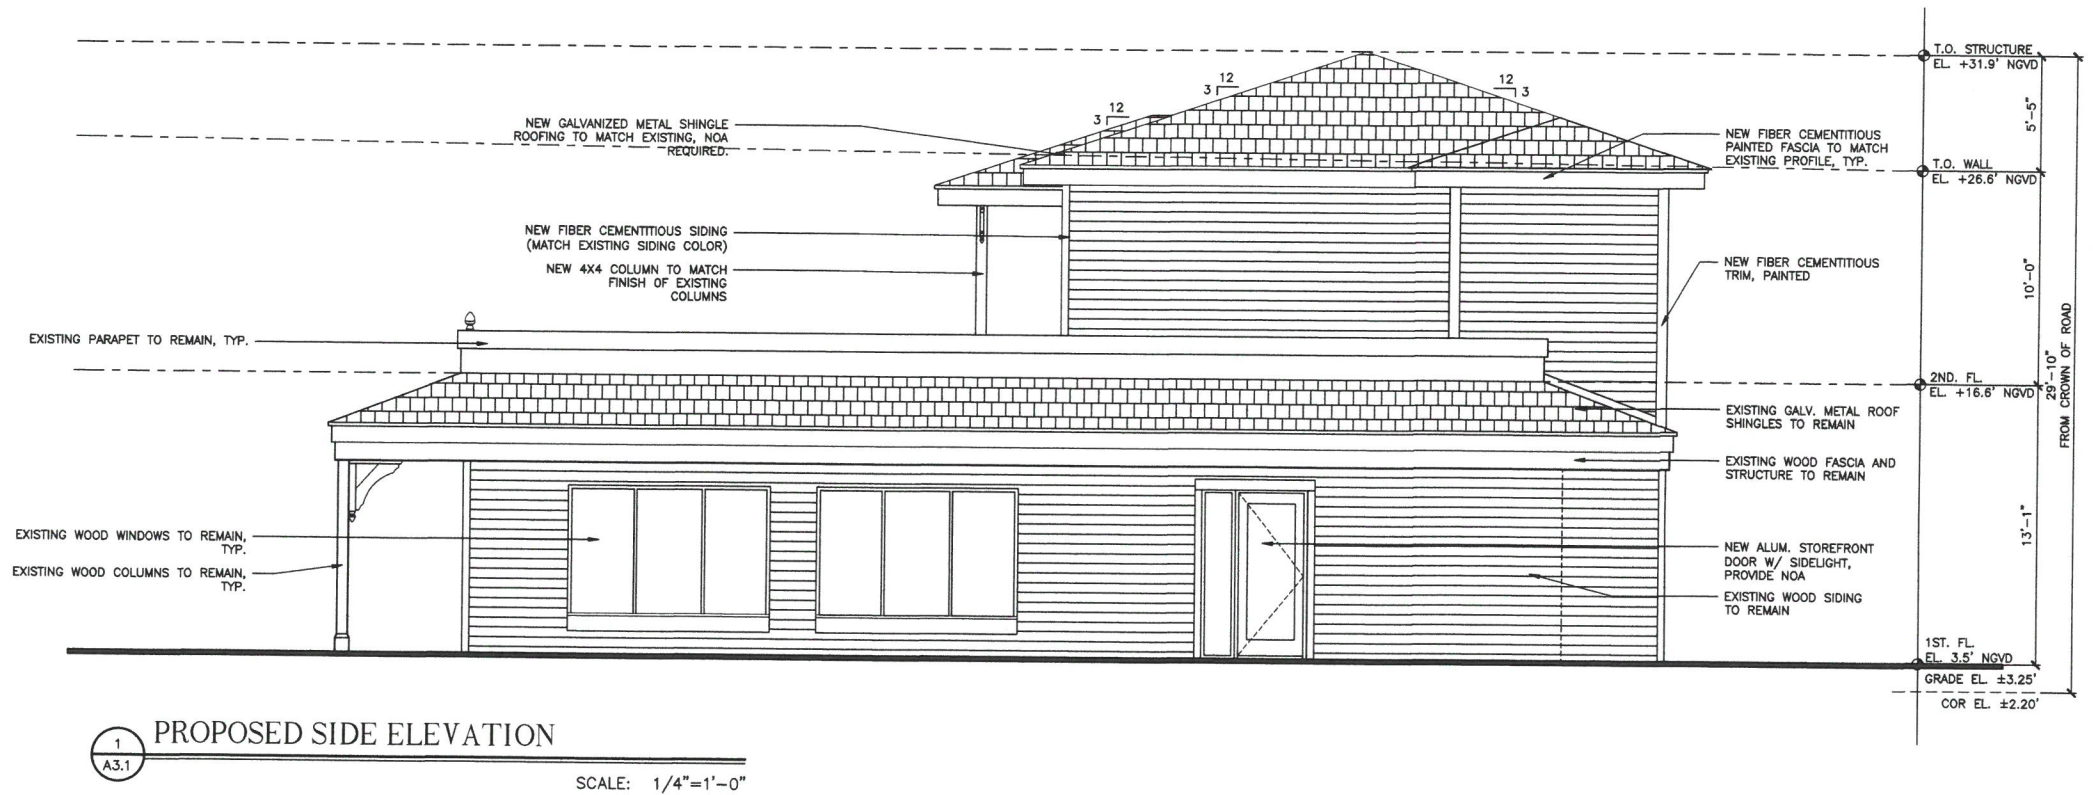 T.O. STRUCTURE
EL. +31.9' NGVD
12
3
12
3
12
3
5'-5"
NEW GALVANIZED METAL SHINGLE
ROOFING TO MATCH EXISTING, NOA
REQUIRED.
NEW FIBER CEMENTITIOUS
PAINTED FASCIA TO MATCH
EXISTING PROFILE, TYP.
T.O. WALL
EL. +26.6' NGVD
NEW FIBER CEMENTITIOUS SIDING
(MATCH EXISTING SIDING COLOR)
NEW 4X4 COLUMN TO MATCH
FINISH OF EXISTING
COLUMNS
NEW FIBER CEMENTITIOUS
TRIM, PAINTED
10'-0"
EXISTING PARAPET TO REMAIN, TYP.
2ND. FL.
EL. +16.6' NGVD
29'-10"
FROM CROWN OF ROAD
EXISTING GALV. METAL ROOF
SHINGLES TO REMAIN
EXISTING WOOD FASCIA AND
STRUCTURE TO REMAIN
EXISTING WOOD WINDOWS TO REMAIN,
TYP.
EXISTING WOOD COLUMNS TO REMAIN,
TYP.
NEW ALUM. STOREFRONT
DOOR W/ SIDELIGHT,
PROVIDE NOA
EXISTING WOOD SIDING
TO REMAIN
13'-1"
1ST. FL.
EL. 3.5' NGVD
GRADE EL. ±3.25'
COR EL. ±2.20'
1
A3.1
PROPOSED SIDE ELEVATION
SCALE: 1/4"=1'-0"